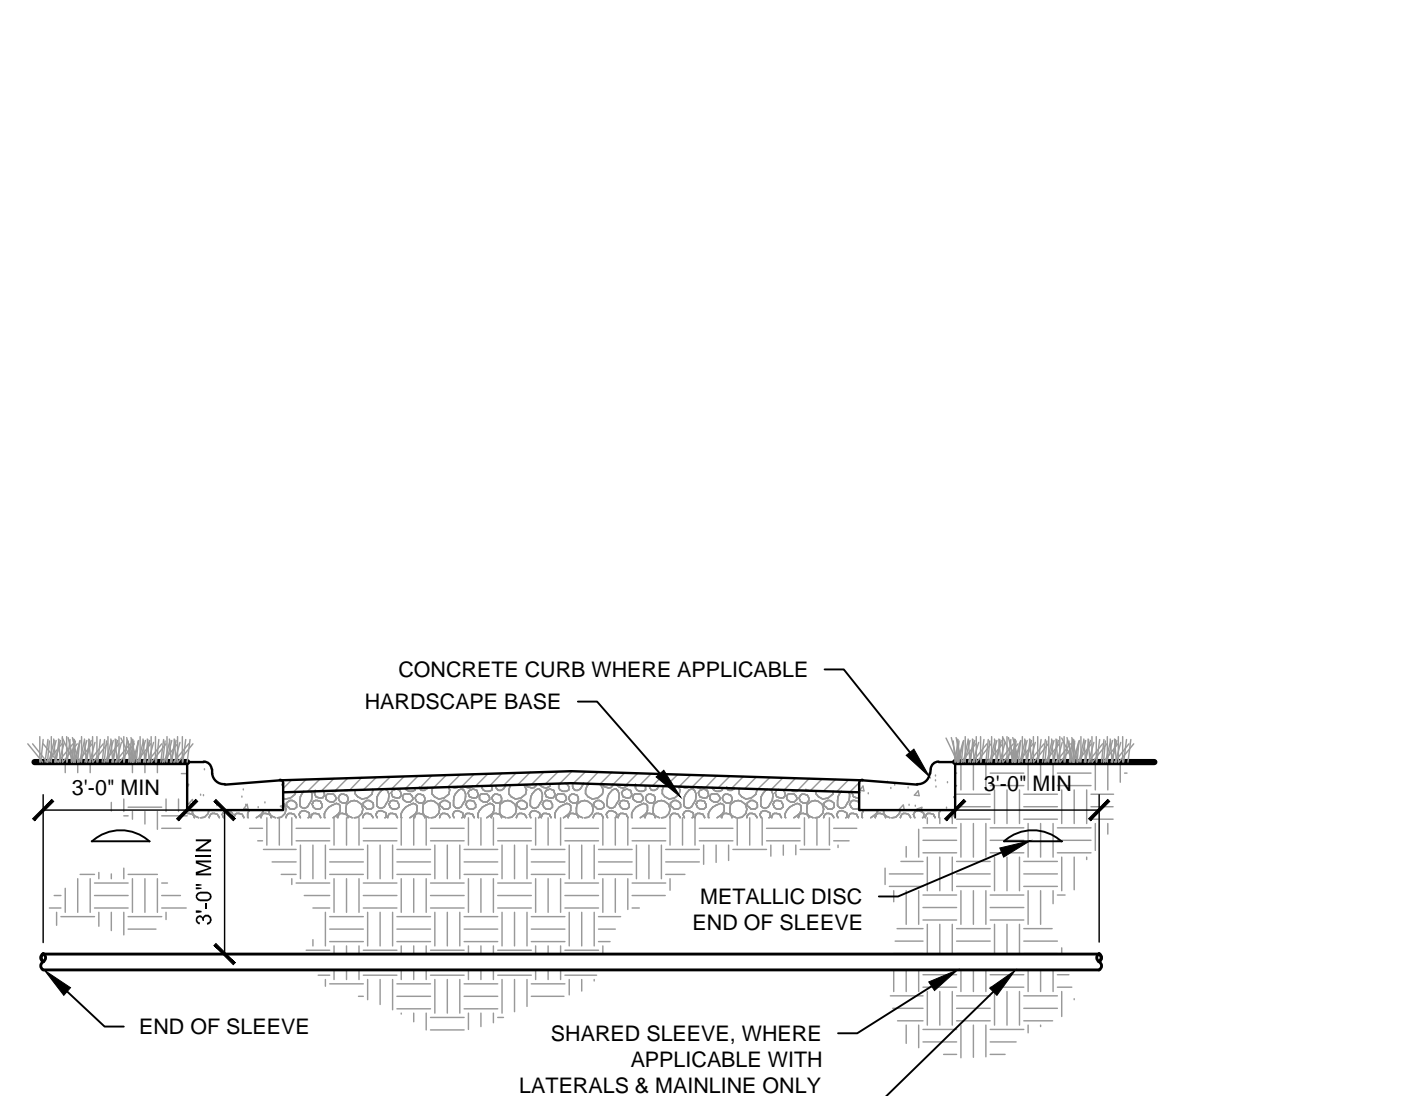 CONCRETE CURB WHERE APPLICABLE
HARDSCAPE BASE
3'-0" MIN
3'-0" MIN
3'-0" MIN
METALLIC DISC
END OF SLEEVE
END OF SLEEVE
SHARED SLEEVE, WHERE
APPLICABLE WITH
LATERALS & MAINLINE ONLY